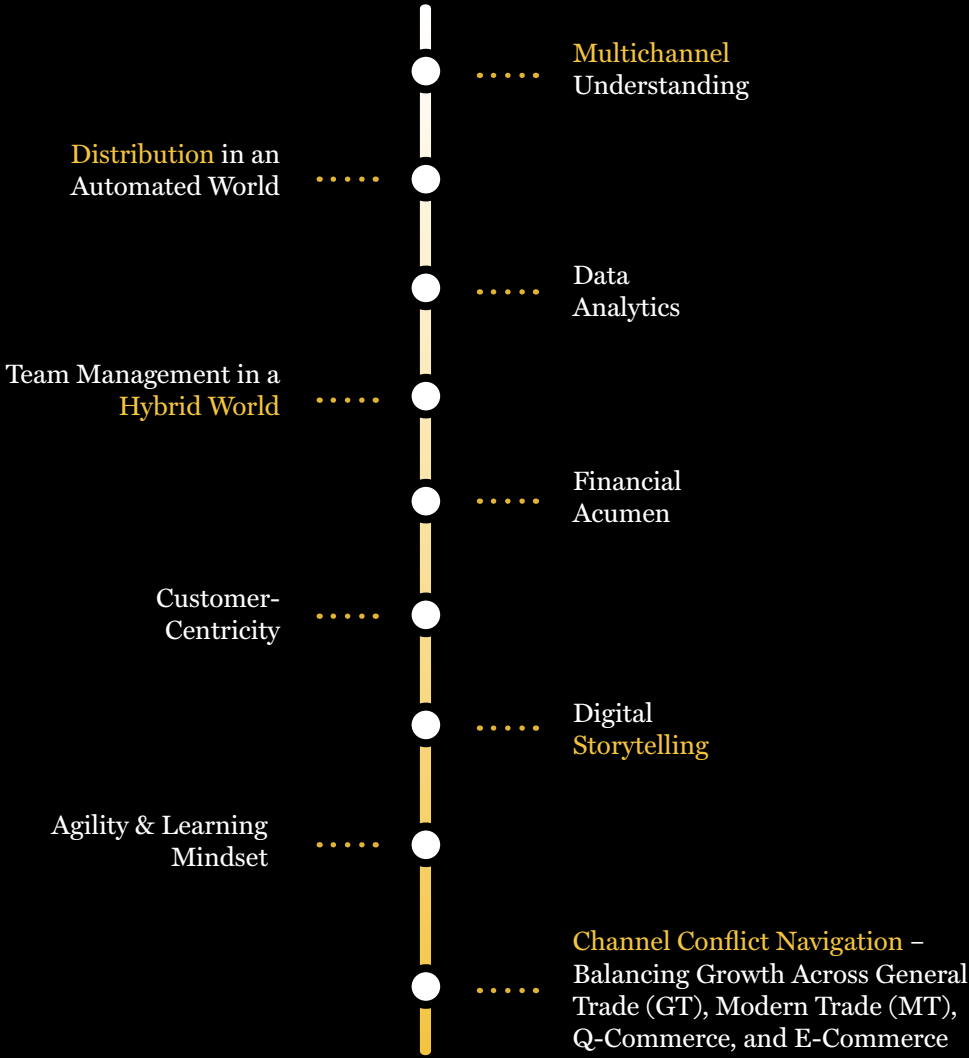 Multichannel
Understanding
Distribution in an
Automated World
Data
Analytics
Team Management in a
Hybrid World
Financial
Acumen
Customer-
Centricity
Digital
Storytelling
Agility & Learning
Mindset
Channel Conflict Navigation –
Balancing Growth Across General
Trade (GT), Modern Trade (MT),
Q-Commerce, and E-Commerce